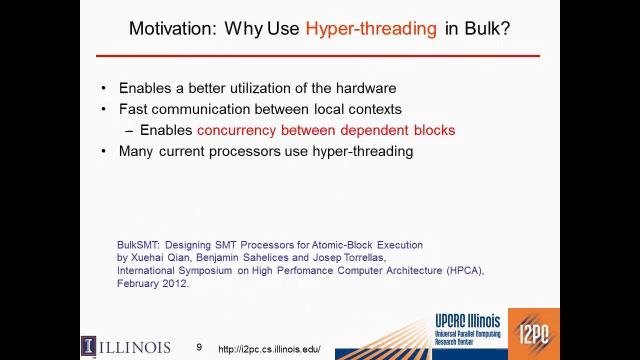 Motivation: Why Use Hyper-threading in Bulk?
• Enables a better utilization of the hardware
• Fast communication between local contexts
– Enables concurrency between dependent blocks
• Many current processors use hyper-threading
BulkSMT: Designing SMT Processors for Atomic-Block Execution
by Xuehai Qian, Benjamin Sahelices and Josep Torrellas,
International Symposium on High Perfomance Computer Architecture (HPCA),
February 2012.
I ILLINOIS
9
http://i2pc.cs.illinois.edu/
UPCRC Illinois
Universal Parallel Computing
Research Center
I2PC